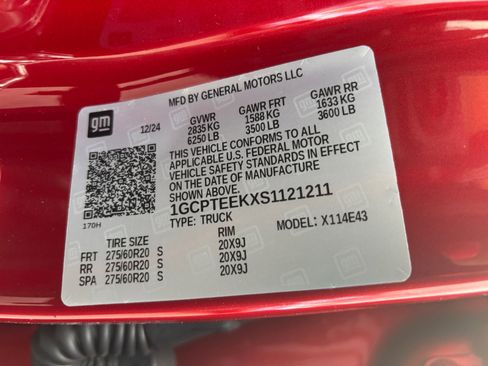 MFD BY GENERAL MOTORS LLC
gm
12/24
GVWR GAWR FRT GAWR RR
2835 KG 1588 KG 1633 KG
6250 LB 3500 LB 3600 LB
THIS VEHICLE CONFORMS TO ALL
APPLICABLE U.S. FEDERAL MOTOR
VEHICLE SAFETY STANDARDS IN EFFECT
ON THE DATE OF MANUFACTURE
SHOWN ABOVE.
1GCPTEEKXS1121211
TYPE: TRUCK MODEL: X114E43
170H
TIRE SIZE RIM
FRT 275/60R20 S 20X9J
RR 275/60R20 S 20X9J
SPA 275/60R20 S 20X9J